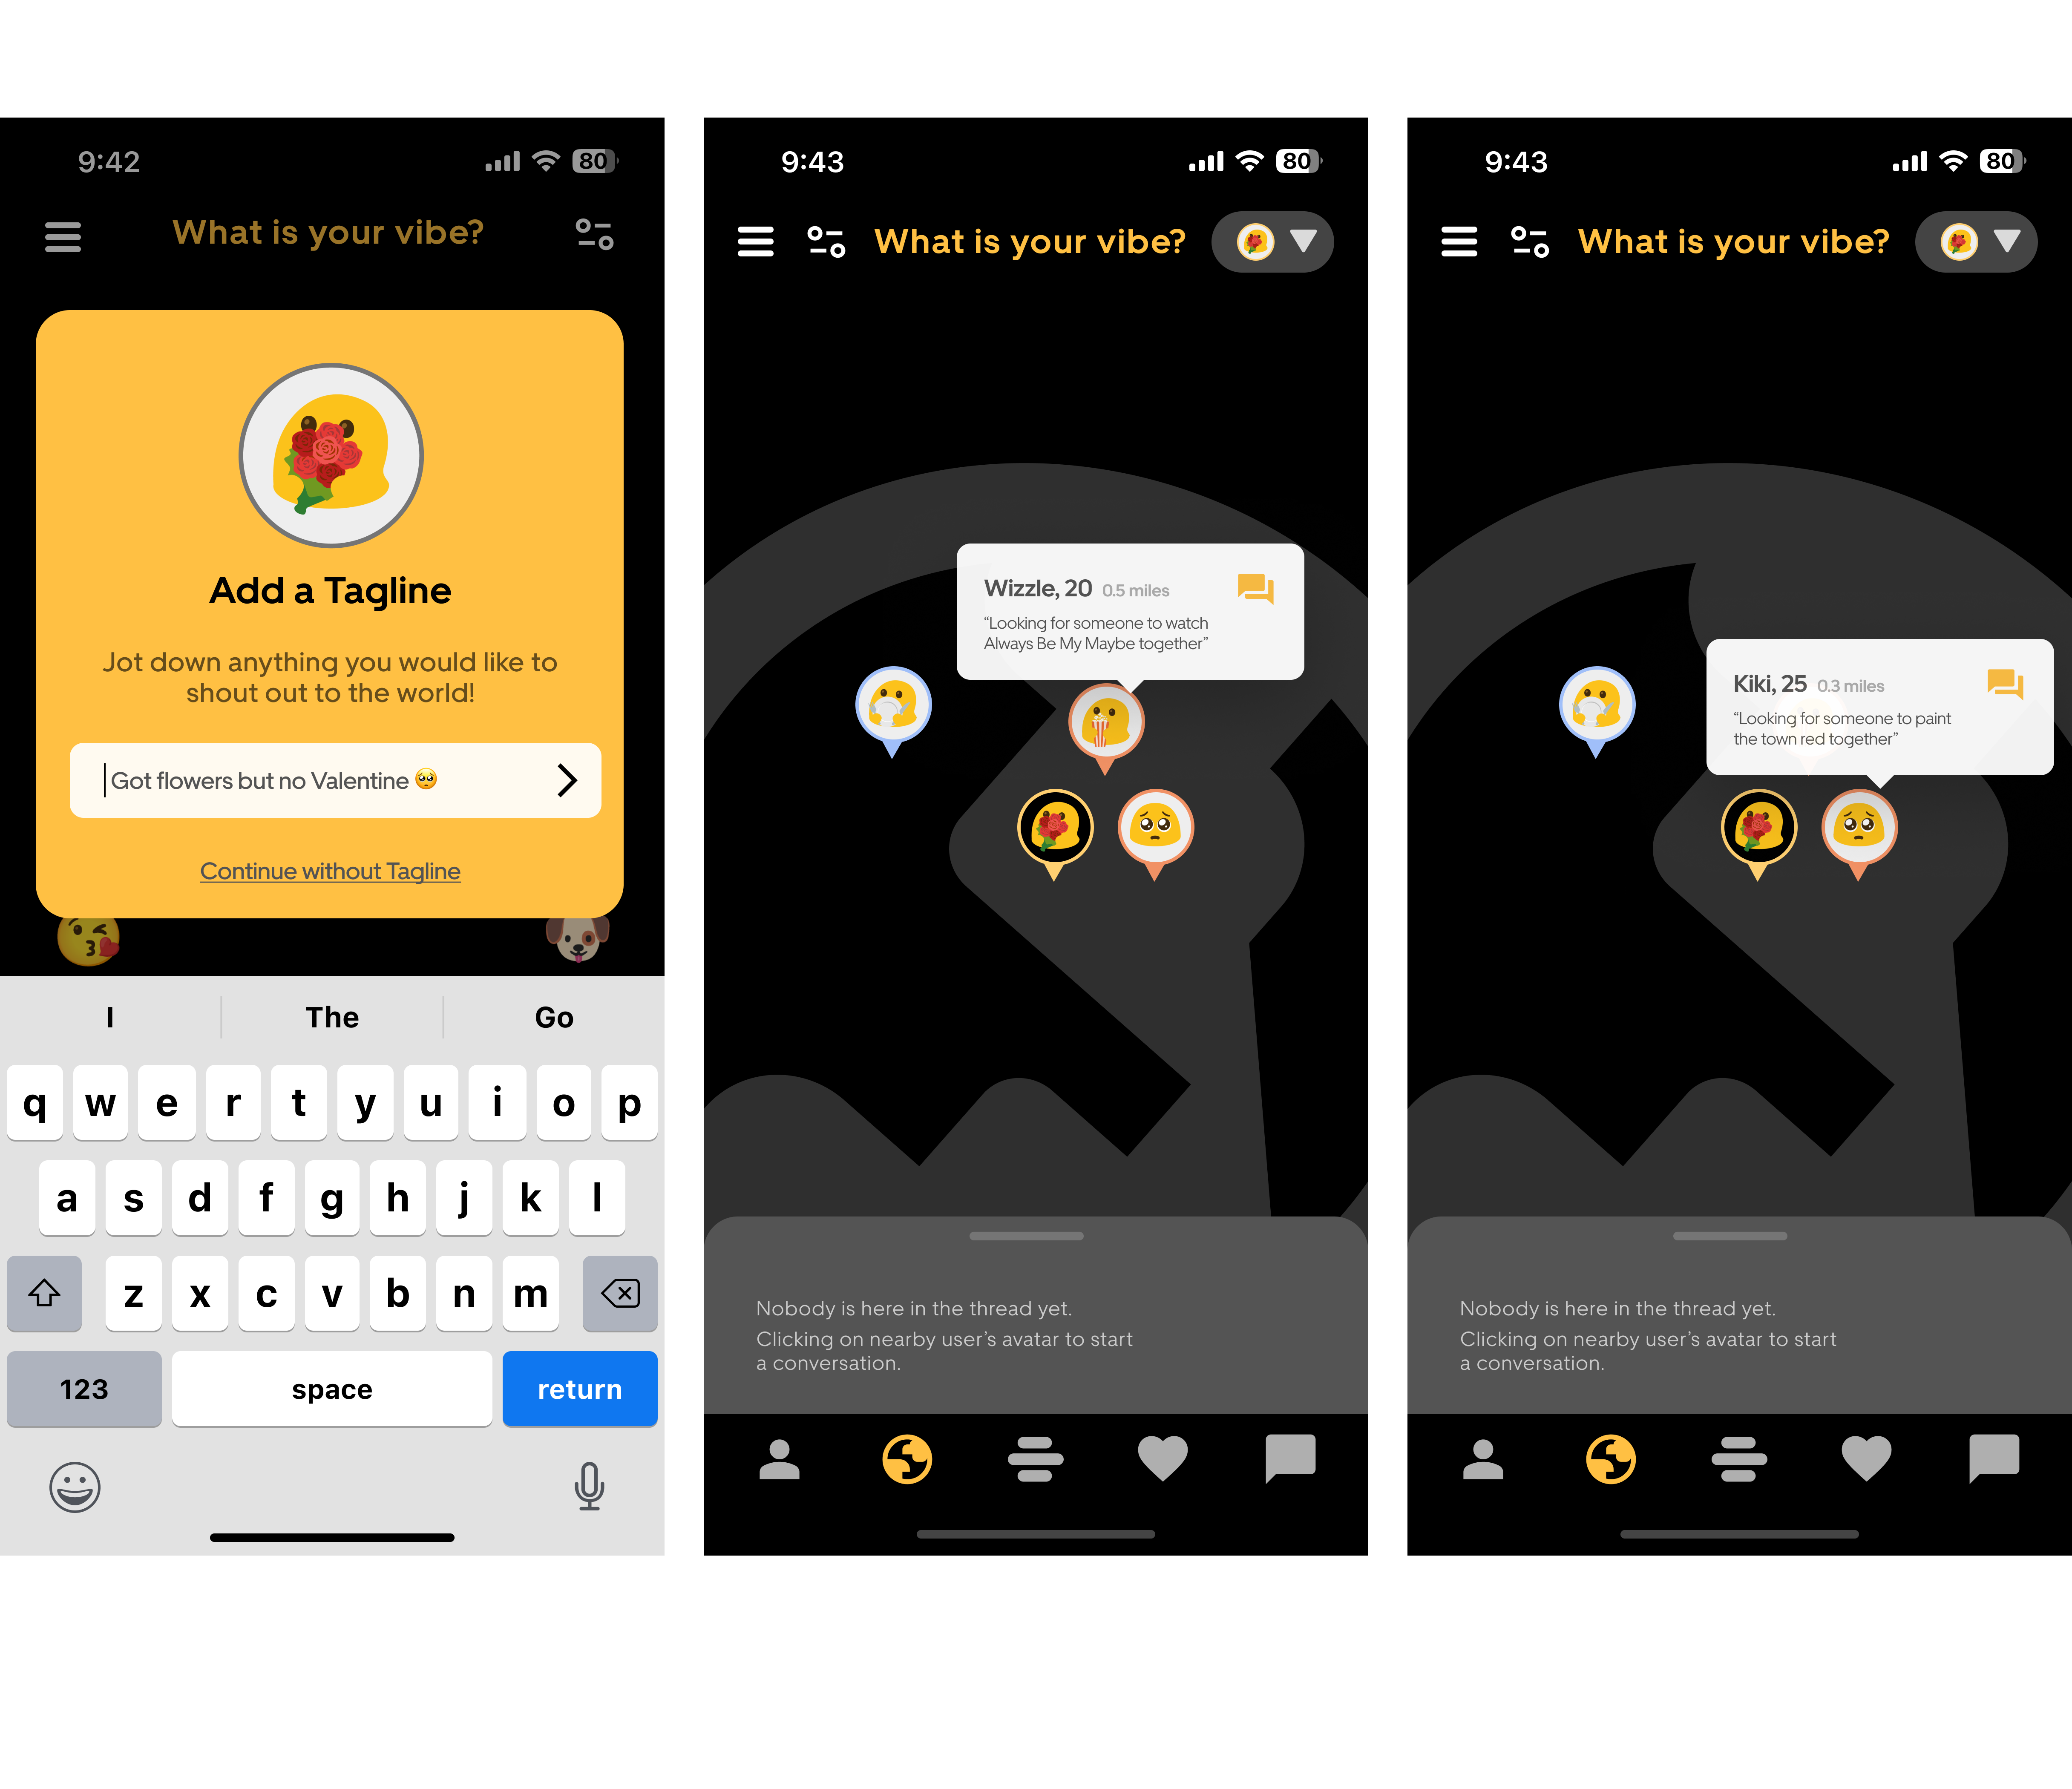 9:42
80
What is your vibe?
Add a Tagline
Jot down anything you would like to
shout out to the world!
Got flowers but no Valentine 🥺
Continue without Tagline
I The Go
q w e r t y u i o p
a s d f g h j k l
z x c v b n m
123 space return
9:43
80
What is your vibe?
Wizzle, 20 0.5 miles
“Looking for someone to watch
Always Be My Maybe together”
Nobody is here in the thread yet.
Clicking on nearby user’s avatar to start
a conversation.
9:43
80
What is your vibe?
Kiki, 25 0.3 miles
“Looking for someone to paint
the town red together”
Nobody is here in the thread yet.
Clicking on nearby user’s avatar to start
a conversation.